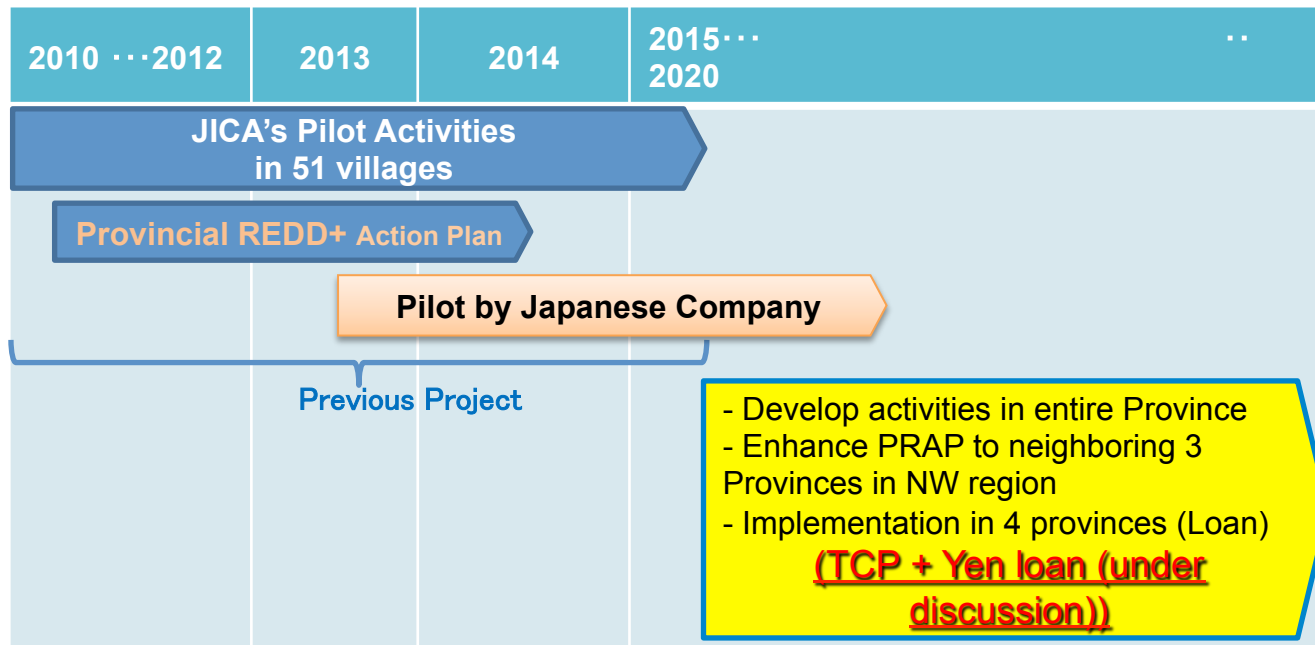 2010 ･･･2012
2013
2014
2015･･･ ･･
2020
JICA's Pilot Activities
in 51 villages
Provincial REDD+ Action Plan
Pilot by Japanese Company
Previous Project
- Develop activities in entire Province
- Enhance PRAP to neighboring 3
Provinces in NW region
- Implementation in 4 provinces (Loan)
(TCP + Yen loan (under
discussion))